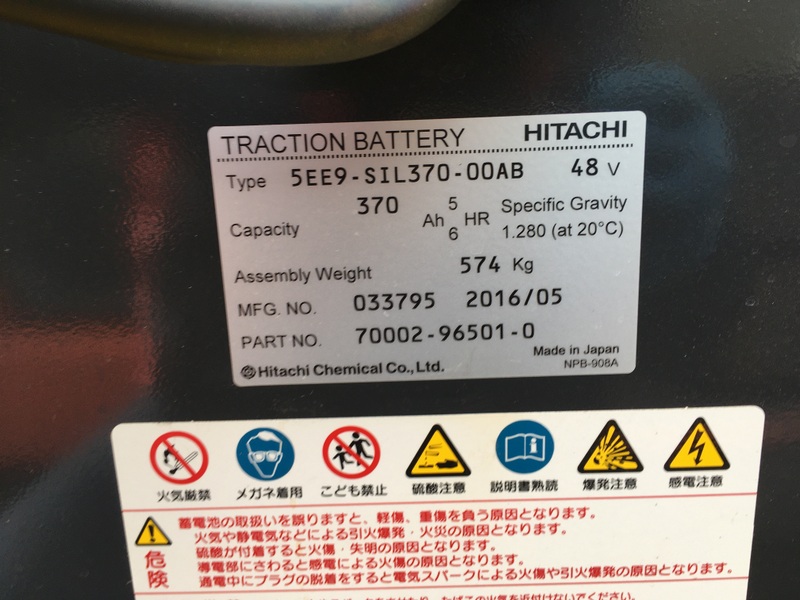 TRACTION BATTERY HITACHI
Type 5EE9-SIL370-00AB 48 V
Capacity 370 Ah 5 6 HR Specific Gravity
1.280 (at 20°C)
Assembly Weight 574 Kg
MFG. NO. 033795 2016/05
PART NO. 70002-96501-0
Made in Japan
Hitachi Chemical Co., Ltd. NPB-908A
火気厳禁 メガネ着用 こども禁止 硫酸注意 説明書熟読 爆発注意 感電注意
危険
蓄電池の取扱いを誤りますと、軽傷、重傷を負う原因となります。
火気や静電気などによる引火爆発・火災の原因となります。
硫酸が付着すると火傷・失明の原因となります。
導電部にさわると感電による火傷の原因となります。
通電中にプラグの脱着をすると電気スパークによる火傷や引火爆発の原因となります。